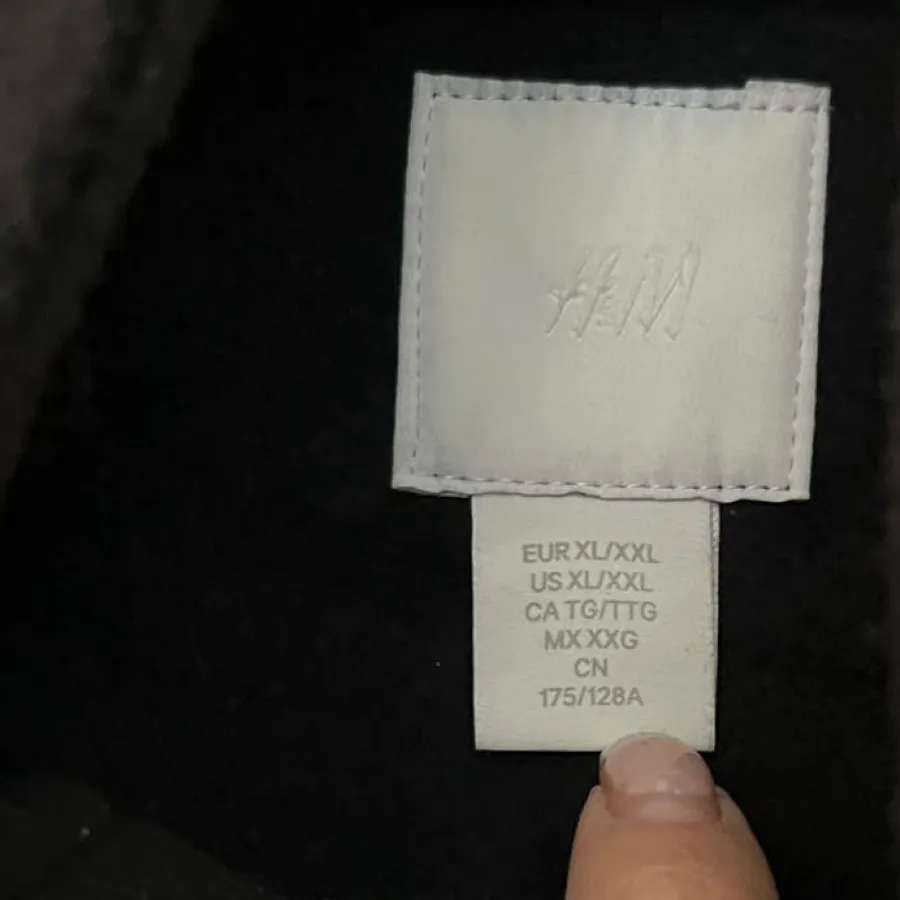 H&M
EUR XL/XXL
US XL/XXL
CA TG/TTG
MX XXG
CN
175/128A